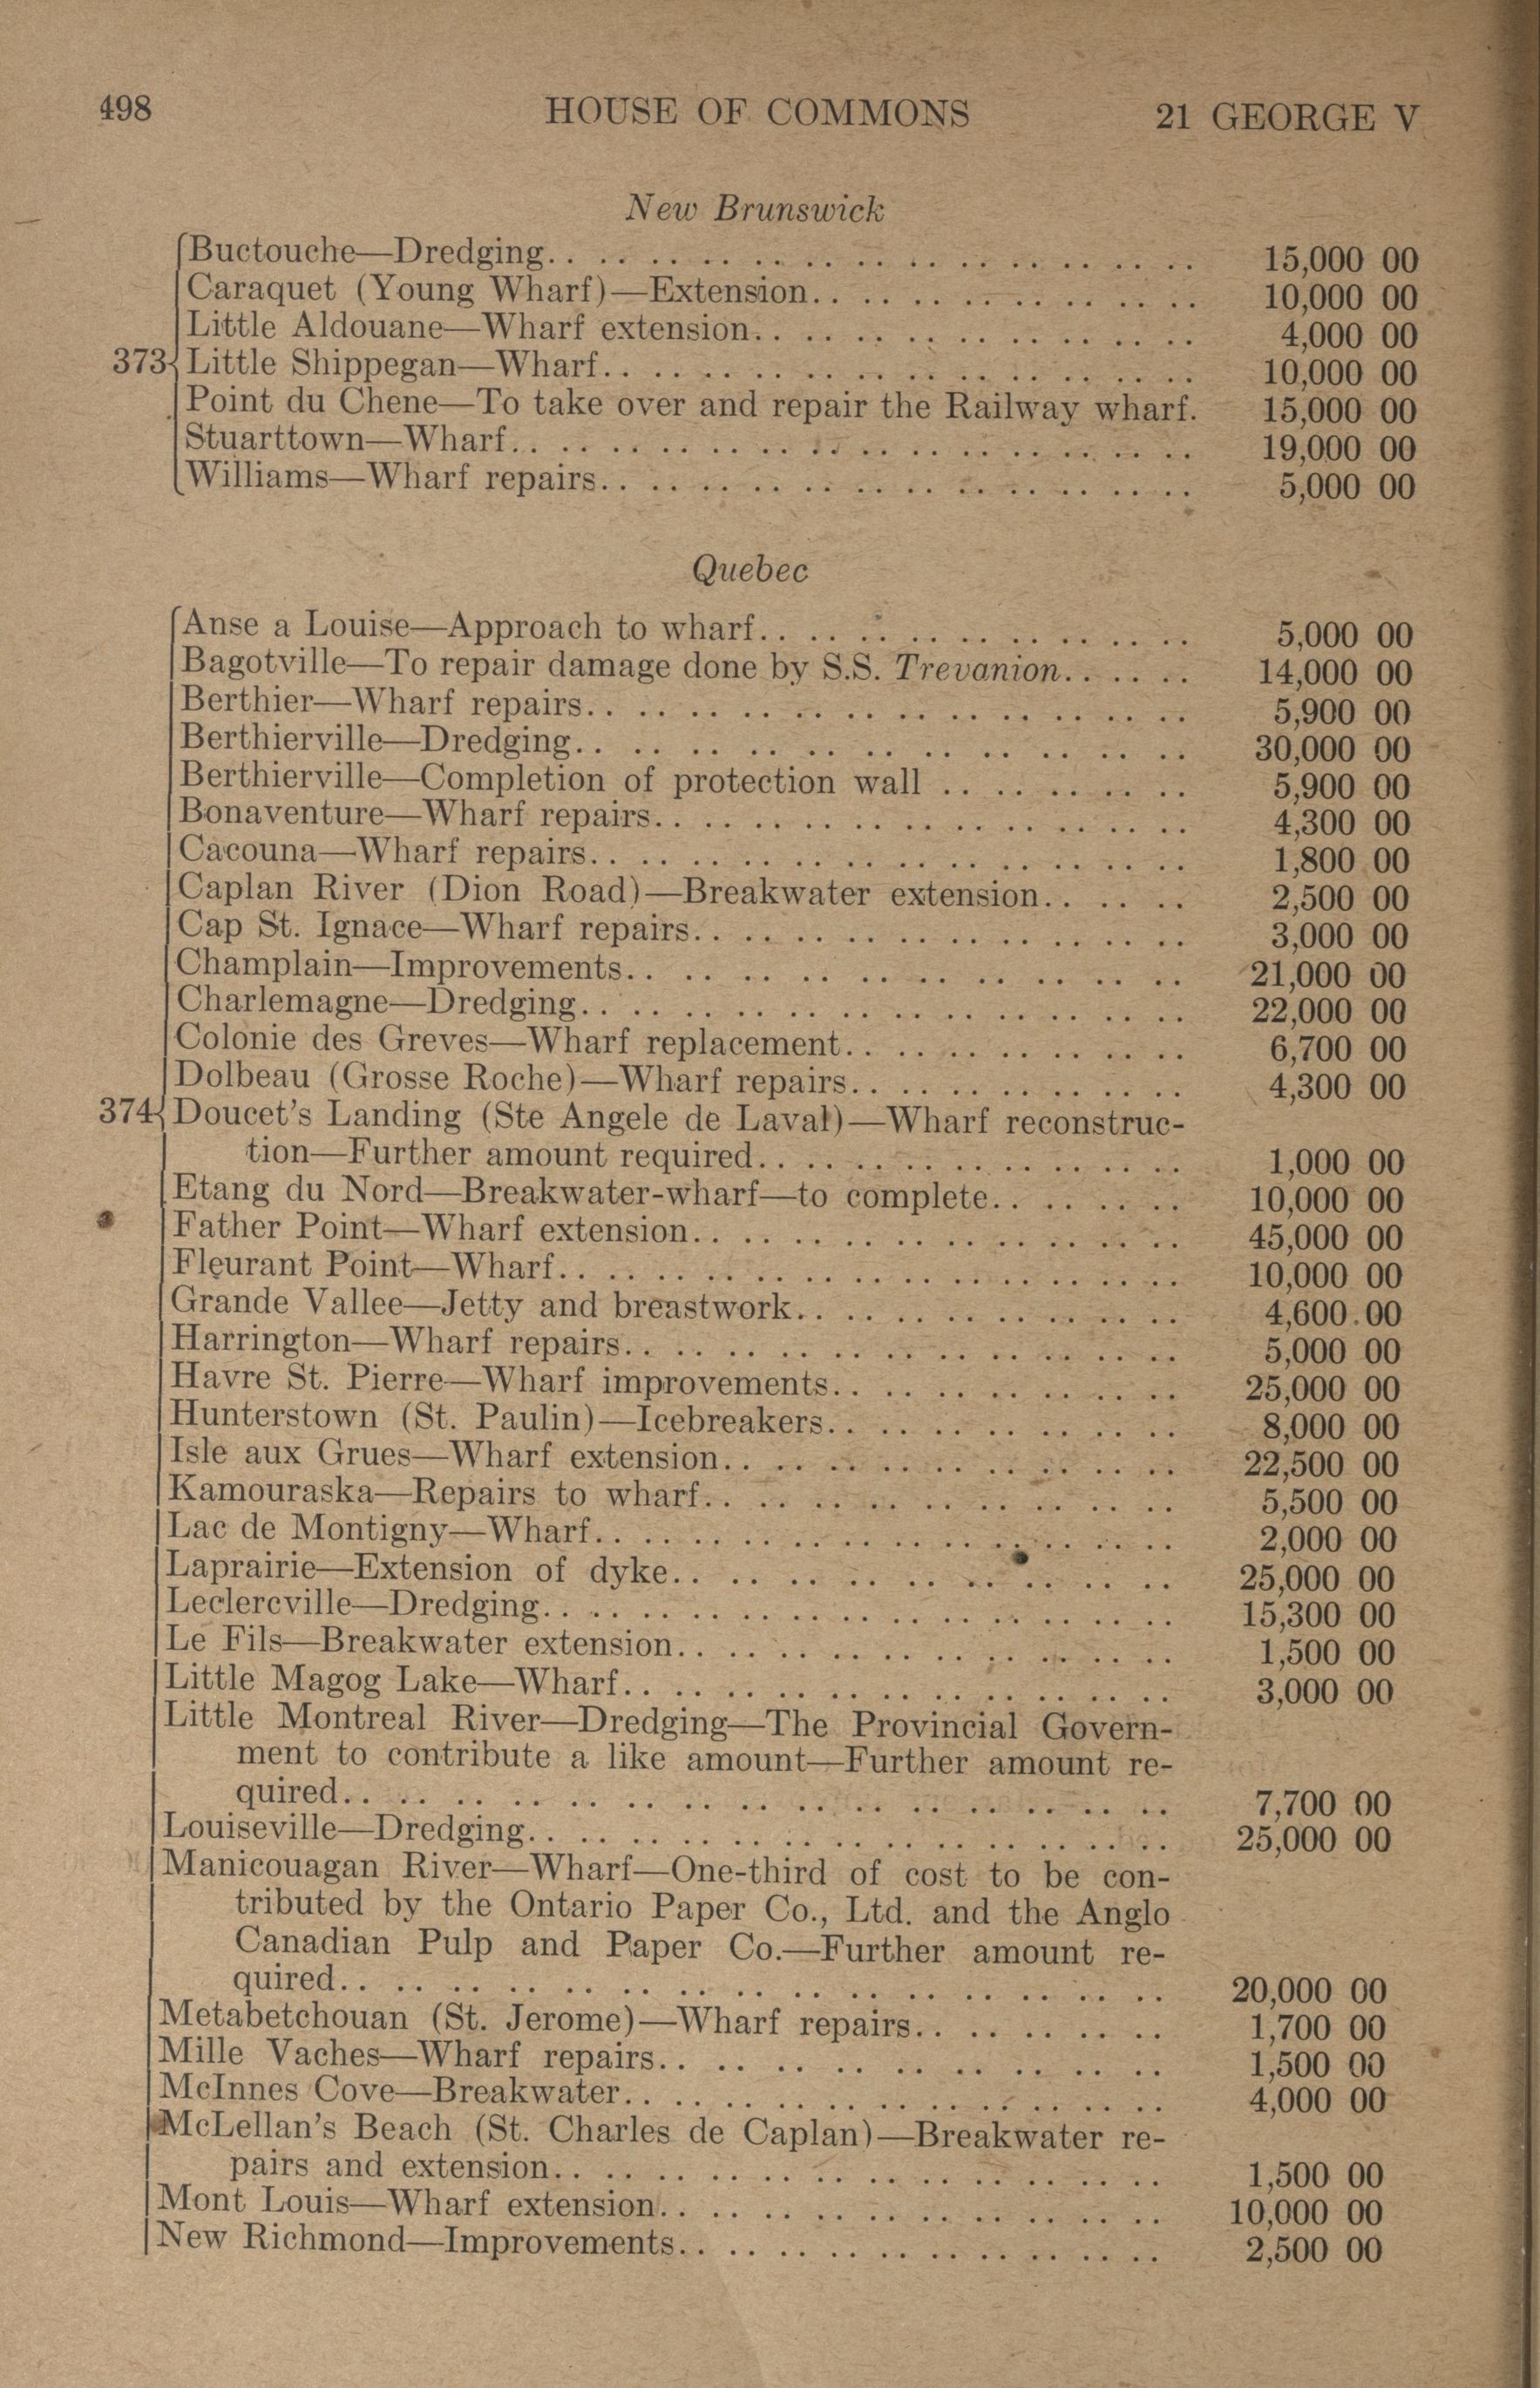 498 HOUSE OF COMMONS 21 GEORGE V
New Brunswick
Buctouche—Dredging.. .. .. .. .. .. .. .. .. .. .. .. .. 15,000 00
Caraquet (Young Wharf)—Extension.. .. .. .. .. .. .. .. 10,000 00
Little Aldouane—Wharf extension.. .. .. .. .. .. .. .. .. 4,000 00
373 Little Shippegan—Wharf.. .. .. .. .. .. .. .. .. .. .. .. 10,000 00
Point du Chene—To take over and repair the Railway wharf. 15,000 00
Stuarttown—Wharf.. .. .. .. .. .. .. .. .. .. .. .. .. .. 19,000 00
Williams—Wharf repairs.. .. .. .. .. .. .. .. .. .. .. .. 5,000 00
Quebec
Anse a Louise—Approach to wharf.. .. .. .. .. .. .. .. .. 5,000 00
Bagotville—To repair damage done by S.S. Trevanion.. .. .. 14,000 00
Berthier—Wharf repairs.. .. .. .. .. .. .. .. .. .. .. .. 5,900 00
Berthierville—Dredging.. .. .. .. .. .. .. .. .. .. .. 30,000 00
Berthierville—Completion of protection wall .. .. .. .. .. 5,900 00
Bonaventure—Wharf repairs.. .. .. .. .. .. .. .. .. .. .. 4,300 00
Cacouna—Wharf repairs.. .. .. .. .. .. .. .. .. .. .. .. 1,800 00
Caplan River (Dion Road)—Breakwater extension.. .. .. 2,500 00
Cap St. Ignace—Wharf repairs.. .. .. .. .. .. .. .. .. .. 3,000 00
Champlain—Improvements.. .. .. .. .. .. .. .. .. .. .. 21,000 00
Charlemagne—Dredging.. .. .. .. .. .. .. .. .. .. .. .. 22,000 00
Colonie des Greves—Wharf replacement.. .. .. .. .. .. .. 6,700 00
Dolbeau (Grosse Roche)—Wharf repairs.. .. .. .. .. .. .. 4,300 00
374 Doucet's Landing (Ste Angele de Laval)—Wharf reconstruc-
tion—Further amount required.. .. .. .. .. .. .. .. .. 1,000 00
Etang du Nord—Breakwater-wharf—to complete.. .. .. .. 10,000 00
Father Point—Wharf extension.. .. .. .. .. .. .. .. .. .. 45,000 00
Fleurant Point—Wharf.. .. .. .. .. .. .. .. .. .. .. .. .. 10,000 00
Grande Vallee—Jetty and breastwork.. .. .. .. .. .. .. .. 4,600.00
Harrington—Wharf repairs.. .. .. .. .. .. .. .. .. .. .. 5,000 00
Havre St. Pierre—Wharf improvements.. .. .. .. .. .. .. 25,000 00
Hunterstown (St. Paulin)—Icebreakers.. .. .. .. .. .. .. 8,000 00
Isle aux Grues—Wharf extension.. .. .. .. .. .. .. .. .. 22,500 00
Kamouraska—Repairs to wharf.. .. .. .. .. .. .. .. .. 5,500 00
Lac de Montigny—Wharf.. .. .. .. .. .. .. .. .. .. .. .. 2,000 00
Laprairie—Extension of dyke.. .. .. .. .. .. .. .. .. 25,000 00
Leclercville—Dredging.. .. .. .. .. .. .. .. .. .. .. .. .. 15,300 00
Le Fils—Breakwater extension.. .. .. .. .. .. .. .. .. .. 1,500 00
Little Magog Lake—Wharf.. .. .. .. .. .. .. .. .. .. .. 3,000 00
Little Montreal River—Dredging—The Provincial Govern-
ment to contribute a like amount—Further amount re-
quired.. .. .. .. .. .. .. .. .. .. .. .. .. .. .. 7,700 00
Louiseville—Dredging.. .. .. .. .. .. .. .. .. .. .. .. .. 25,000 00
Manicouagan River—Wharf—One-third of cost to be con-
tributed by the Ontario Paper Co., Ltd. and the Anglo
Canadian Pulp and Paper Co.—Further amount re-
quired.. .. .. .. .. .. .. .. .. .. .. .. .. .. .. 20,000 00
Metabetchouan (St. Jerome)—Wharf repairs.. .. .. .. .. 1,700 00
Mille Vaches—Wharf repairs.. .. .. .. .. .. .. .. .. 1,500 00
McInnes Cove—Breakwater.. .. .. .. .. .. .. .. .. .. .. 4,000 00
McLellan's Beach (St. Charles de Caplan)—Breakwater re-
pairs and extension.. .. .. .. .. .. .. .. .. .. .. .. 1,500 00
Mont Louis—Wharf extension.. .. .. .. .. .. .. .. .. .. 10,000 00
New Richmond—Improvements.. .. .. .. .. .. .. .. .. .. 2,500 00